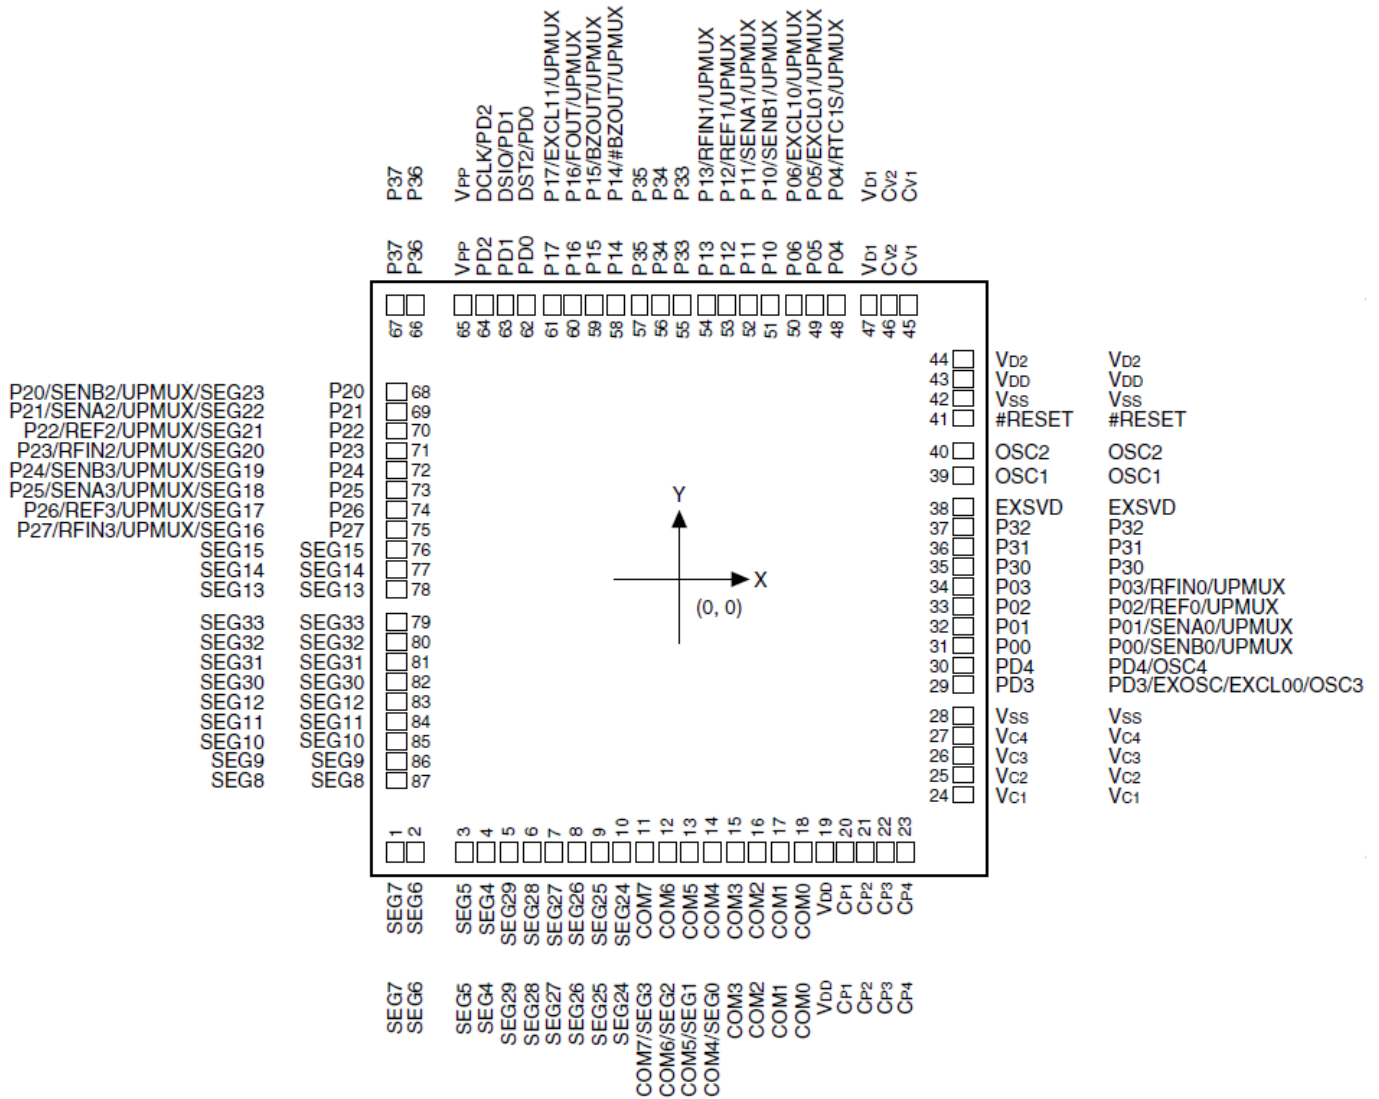 P37
P36
VPP
DCLK/PD2
DSIO/PD1
DST2/PD0
P17/EXCL11/UPMUX
P16/FOUT/UPMUX
P15/BZOUT/UPMUX
P14/#BZOUT/UPMUX
P35
P34
P33
P13/RFIN1/UPMUX
P12/REF1/UPMUX
P11/SENA1/UPMUX
P10/SENB1/UPMUX
P06/EXCL10/UPMUX
P05/EXCL01/UPMUX
P04/RTC1S/UPMUX
VD1
CV2
CV1
P37
P36
VPP
PD2
PD1
PD0
P17
P16
P15
P14
P35
P34
P33
P13
P12
P11
P10
P06
P05
P04
VD1
CV2
CV1
67
66
65
64
63
62
61
60
59
58
57
56
55
54
53
52
51
50
49
48
47
46
45
P20/SENB2/UPMUX/SEG23 P20 68
P21/SENA2/UPMUX/SEG22 P21 69
P22/REF2/UPMUX/SEG21 P22 70
P23/RFIN2/UPMUX/SEG20 P23 71
P24/SENB3/UPMUX/SEG19 P24 72
P25/SENA3/UPMUX/SEG18 P25 73
P26/REF3/UPMUX/SEG17 P26 74
P27/RFIN3/UPMUX/SEG16 P27 75
SEG15 SEG15 76
SEG14 SEG14 77
SEG13 SEG13 78
SEG33 SEG33 79
SEG32 SEG32 80
SEG31 SEG31 81
SEG30 SEG30 82
SEG12 SEG12 83
SEG11 SEG11 84
SEG10 SEG10 85
SEG9 SEG9 86
SEG8 SEG8 87
Y
X
(0, 0)
44 VD2 VD2
43 VDD VDD
42 VSS VSS
41 #RESET #RESET
40 OSC2 OSC2
39 OSC1 OSC1
38 EXSVD EXSVD
37 P32 P32
36 P31 P31
35 P30 P30
34 P03 P03/RFIN0/UPMUX
33 P02 P02/REF0/UPMUX
32 P01 P01/SENA0/UPMUX
31 P00 P00/SENB0/UPMUX
30 PD4 PD4/OSC4
29 PD3 PD3/EXOSC/EXCL00/OSC3
28 VSS VSS
27 VC4 VC4
26 VC3 VC3
25 VC2 VC2
24 VC1 VC1
1
2
3
4
5
6
7
8
9
10
11
12
13
14
15
16
17
18
19
20
21
22
23
SEG7
SEG6
SEG5
SEG4
SEG29
SEG28
SEG27
SEG26
SEG25
SEG24
COM7
COM6
COM5
COM4
COM3
COM2
COM1
COM0
VDD
CP1
CP2
CP3
CP4
SEG7
SEG6
SEG5
SEG4
SEG29
SEG28
SEG27
SEG26
SEG25
SEG24
COM7/SEG3
COM6/SEG2
COM5/SEG1
COM4/SEG0
COM3
COM2
COM1
COM0
VDD
CP1
CP2
CP3
CP4